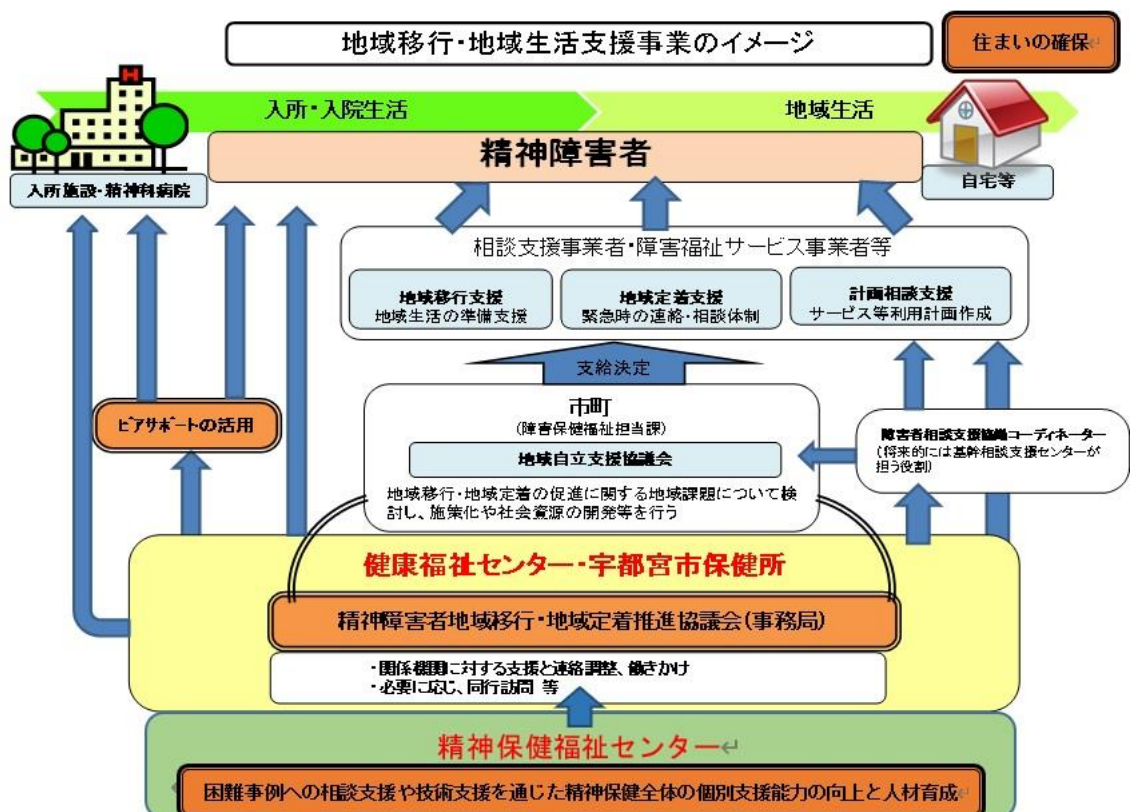 地域移行・地域生活支援事業のイメージ
住まいの確保
H
入所・入院生活
地域生活
精神障害者
入所施設・精神科病院
自宅等
相談支援事業者・障害福祉サービス事業者等
地域移行支援
地域生活の準備支援
地域定着支援
緊急時の連絡・相談体制
計画相談支援
サービス等利用計画作成
支給決定
市町
(障害保健福祉担当課)
地域自立支援協議会
地域移行・地域定着の促進に関する地域課題について検
討し、施策化や社会資源の開発等を行う
ピアサポートの活用
障害者相談支援協働コーディネーター
(将来的には基幹相談支援センターが
担う役割)
健康福祉センター・宇都宮市保健所
精神障害者地域移行・地域定着推進協議会(事務局)
・関係機関に対する支援と連絡調整、働きかけ
・必要に応じ、同行訪問 等
精神保健福祉センター
困難事例への相談支援や技術支援を通じた精神保健全体の個別支援能力の向上と人材育成